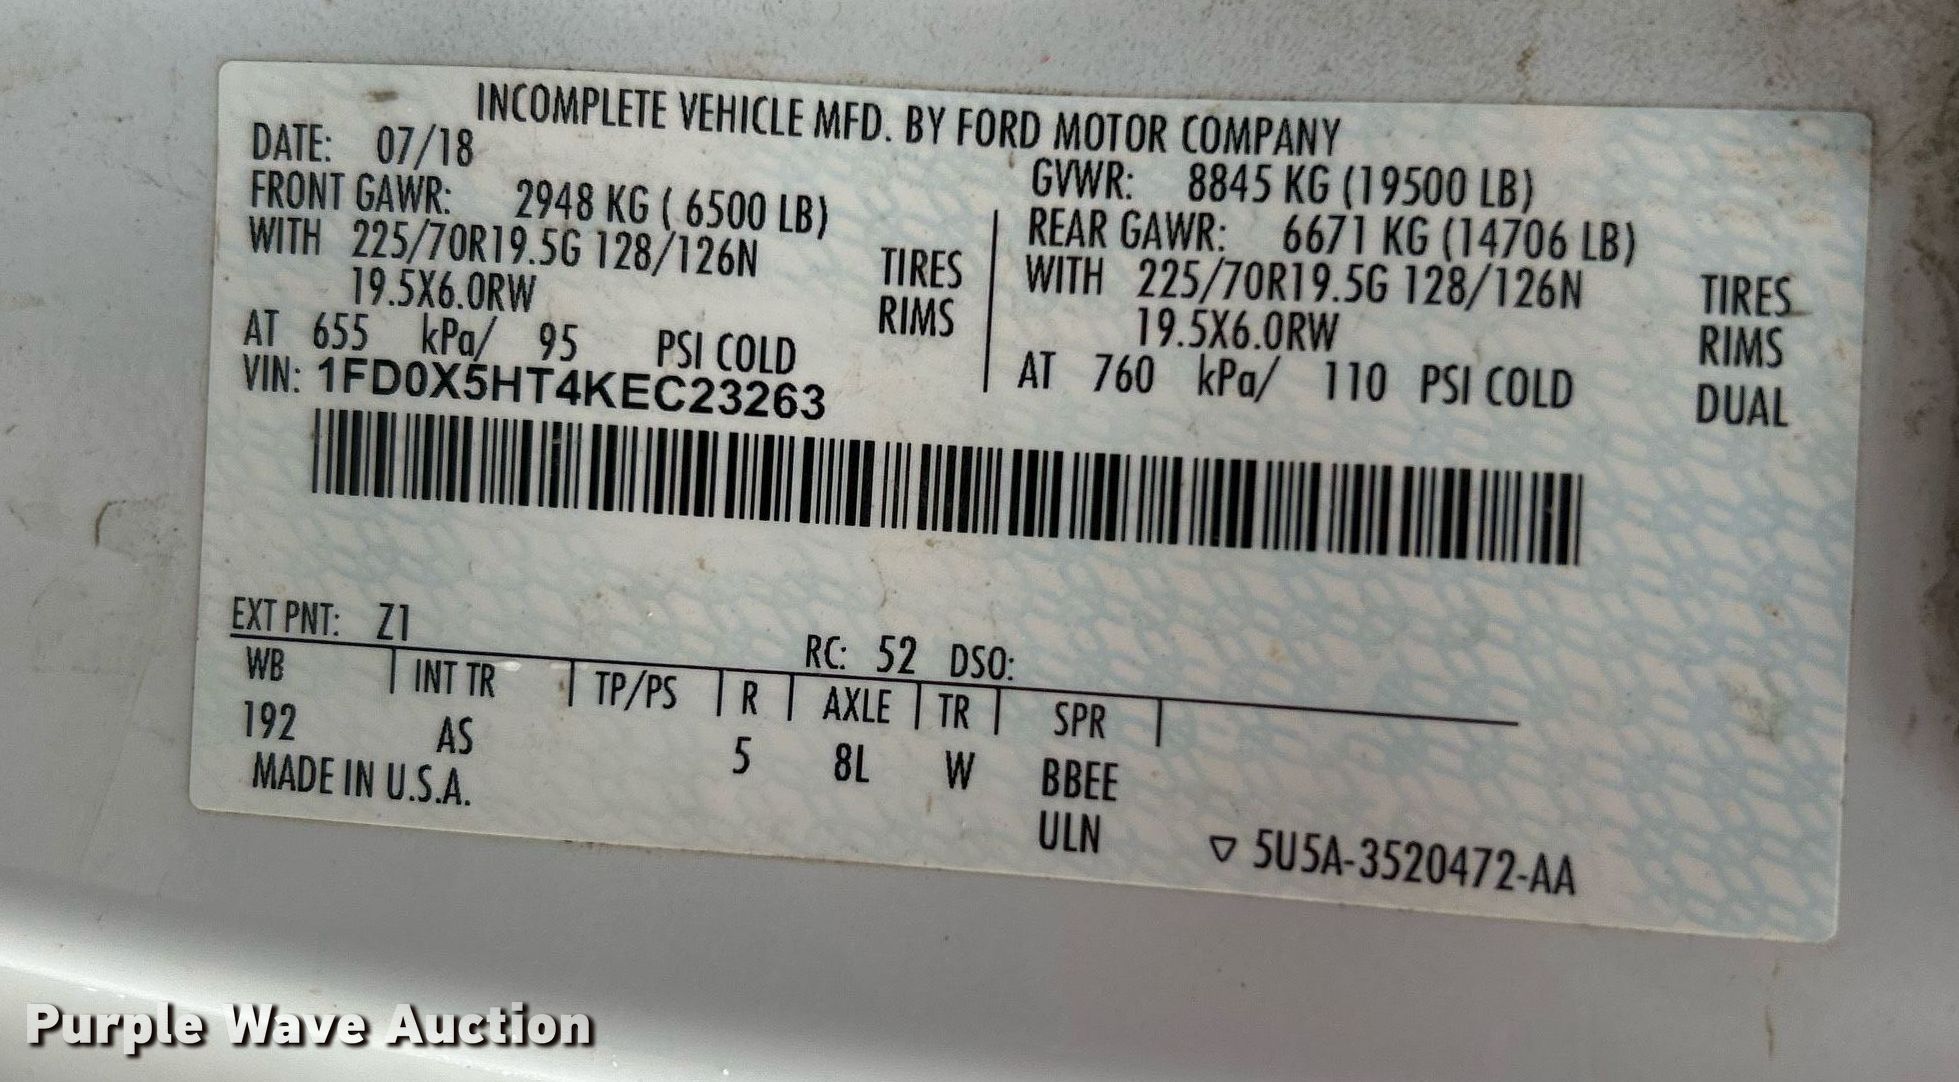 INCOMPLETE VEHICLE MFD. BY FORD MOTOR COMPANY
DATE: 07/18
GVWR: 8845 KG (19500 LB)
FRONT GAWR: 2948 KG ( 6500 LB)
REAR GAWR: 6671 KG (14706 LB)
WITH 225/70R19.5G 128/126N TIRES
WITH 225/70R19.5G 128/126N TIRES
19.5X6.0RW RIMS
19.5X6.0RW RIMS
AT 655 kPa/ 95 PSI COLD
AT 760 kPa/ 110 PSI COLD DUAL
VIN: 1FD0X5HT4KEC23263
EXT PNT: Z1 RC: 52 DSO:
WB INT TR TP/PS R AXLE TR SPR
192 AS 5 8L W BBEE
MADE IN U.S.A. ULN
▽ 5U5A-3520472-AA
Purple Wave Auction